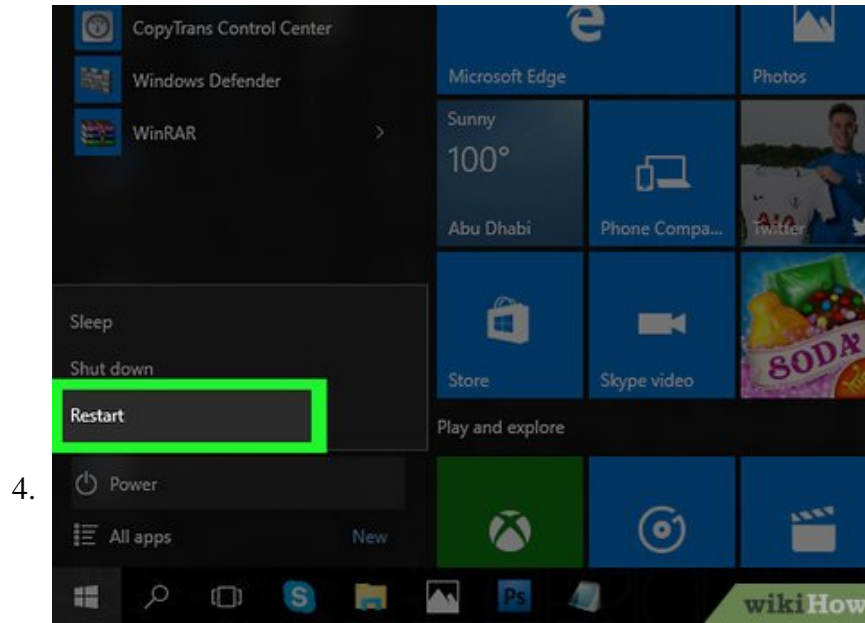 CopyTrans Control Center
Windows Defender
WinRAR
Microsoft Edge
Photos
Sunny
100°
Abu Dhabi
Phone Compa...
Twitter
Sleep
Shut down
Restart
Store
Skype video
SODA
Play and explore
4.
Power
All apps
New
S
Ps
wikiHow